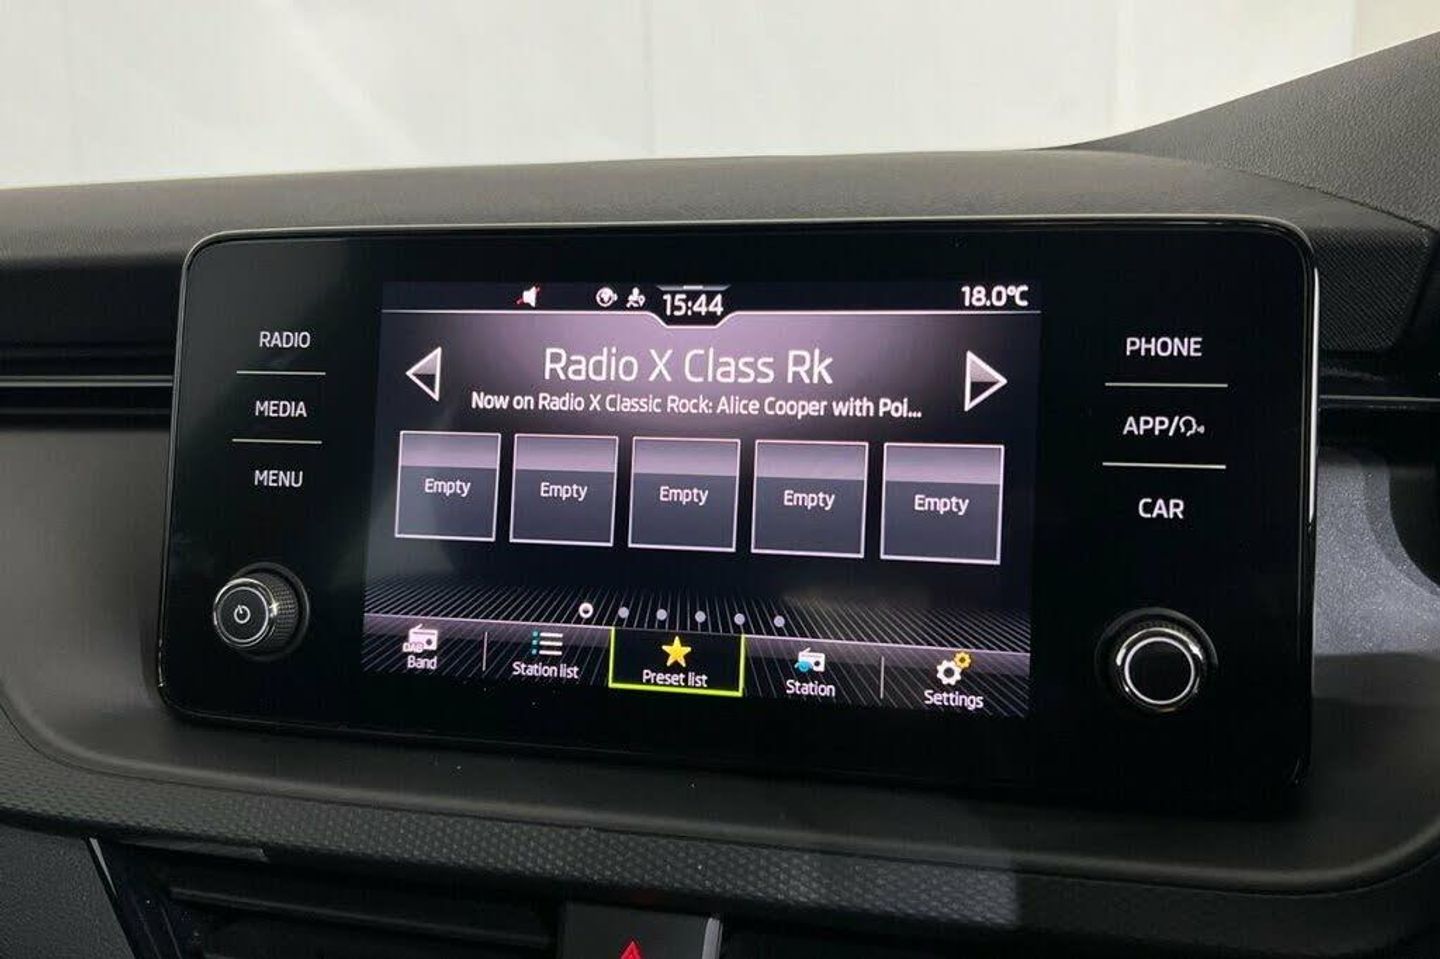 15:44
18.0°C
RADIO
MEDIA
MENU
Radio X Class Rk
Now on Radio X Classic Rock: Alice Cooper with Poi...
Empty
Empty
Empty
Empty
Empty
DAB
Band
Station list
Preset list
Station
Settings
PHONE
APP/
CAR